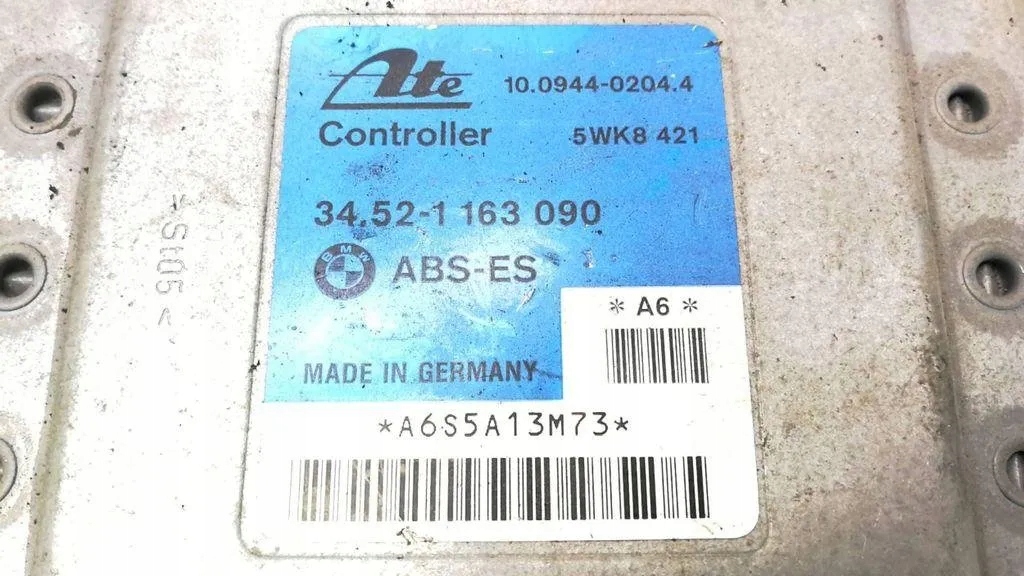 Ate 10.0944-0204.4
Controller 5WK8 421
34.52-1 163 090
BMW ABS-ES
* A6 *
MADE IN GERMANY
*A6S5A13M73*